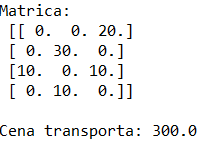 Matrica:
[[ 0.  0. 20.]
[ 0. 30.  0.]
[10.  0. 10.]
[ 0. 10.  0.]]
Cena transporta: 300.0